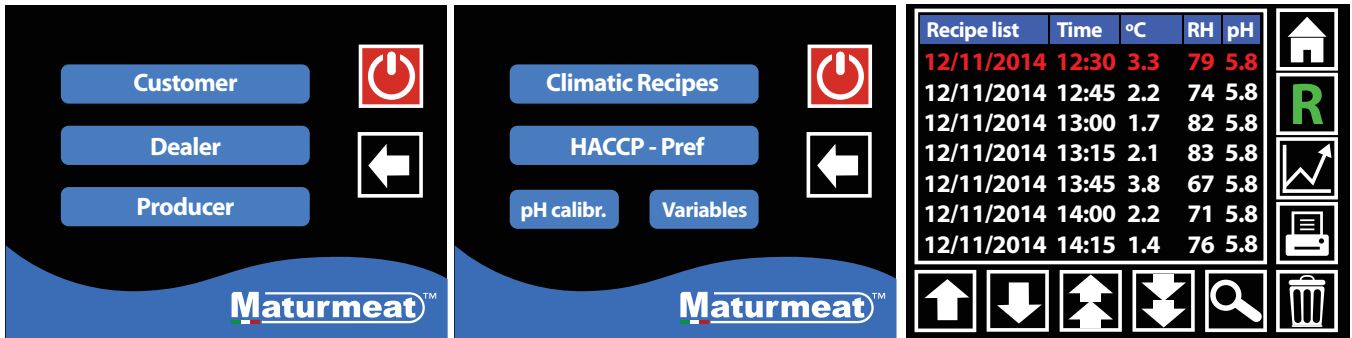 Customer
Dealer
Producer
Maturmeat™
Climatic Recipes
HACCP - Pref
pH calibr. Variables
Maturmeat™
Recipe list Time ºC RH pH
12/11/2014 12:30 3.3 79 5.8
12/11/2014 12:45 2.2 74 5.8
12/11/2014 13:00 1.7 82 5.8
12/11/2014 13:15 2.1 83 5.8
12/11/2014 13:45 3.8 67 5.8
12/11/2014 14:00 2.2 71 5.8
12/11/2014 14:15 1.4 76 5.8
R